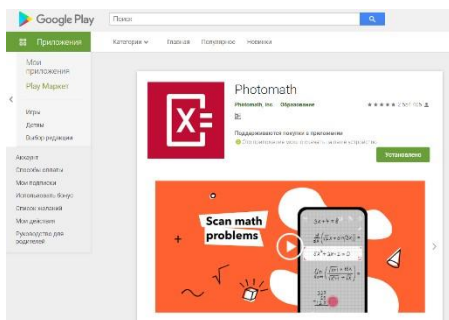 Google Play
Поиск
Приложения
Категории
Главная
Популярное
Новинки
Мои
приложения
Play Маркет
Игры
Детям
Выбор редакции
Аккаунт
Способы оплаты
Мои подписки
Использовать бонус
Список желаний
Мои действия
Руководство для
родителей
Photomath
Photomath, Inc. Образование
Поддерживаются покупки в приложении
Установлено
X=
Scan math
problems